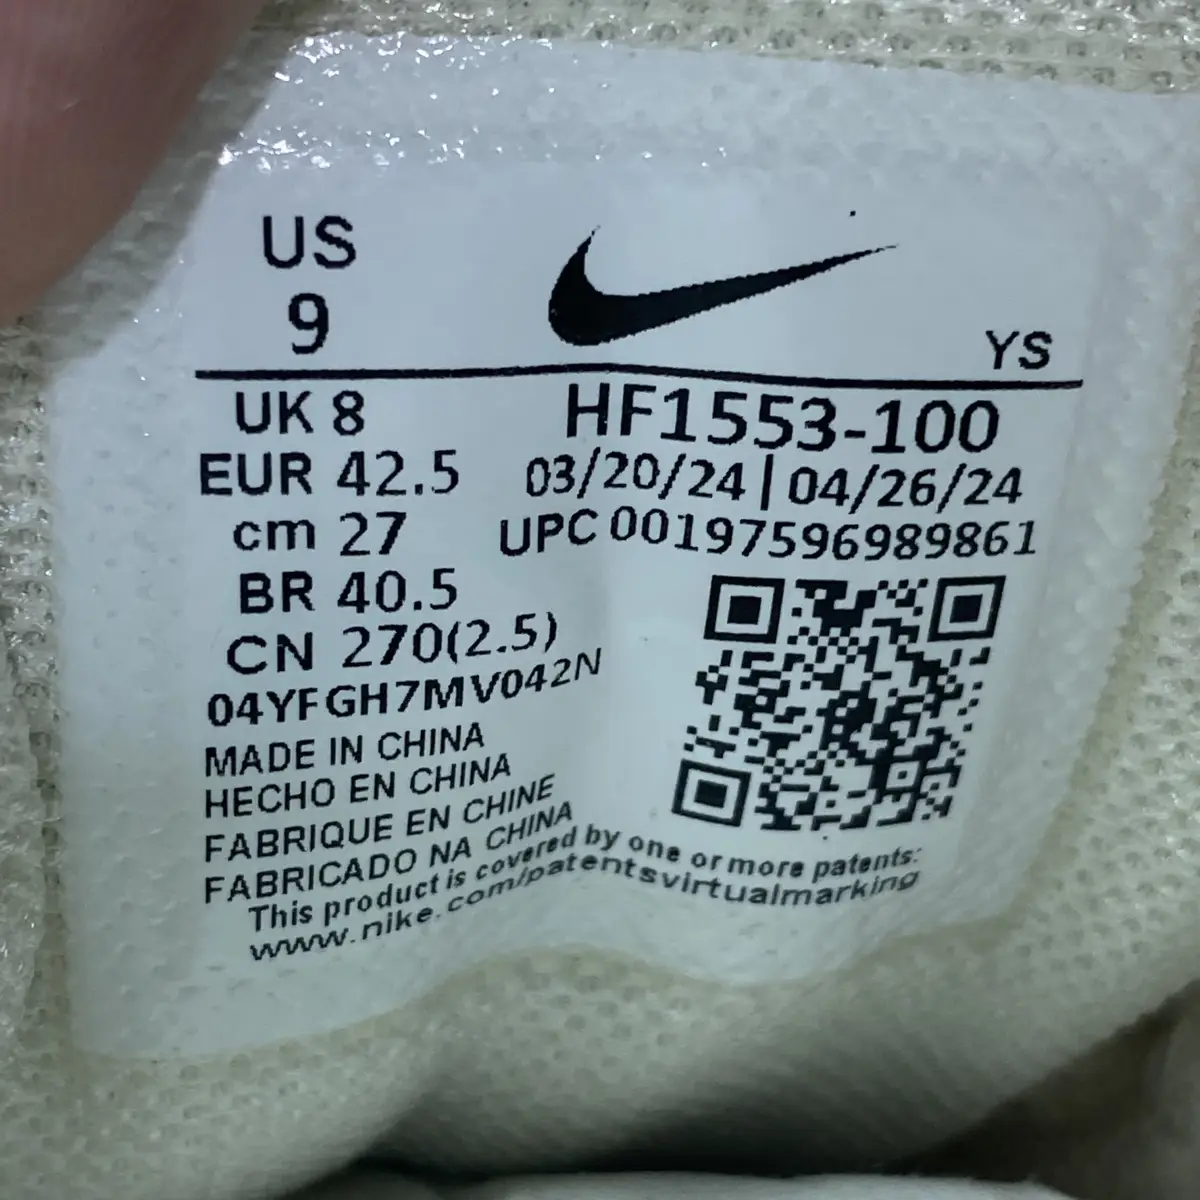 US
9
YS
UK 8
EUR 42.5
cm 27
BR 40.5
CN 270(2.5)
04YFGH7MV042N
HF1553-100
03/20/24 | 04/26/24
UPC 00197596989861
MADE IN CHINA
HECHO EN CHINA
FABRIQUE EN CHINE
FABRICADO NA CHINA
This product is covered by one or more patents:
www.nike.com/patentsvirtualmarking